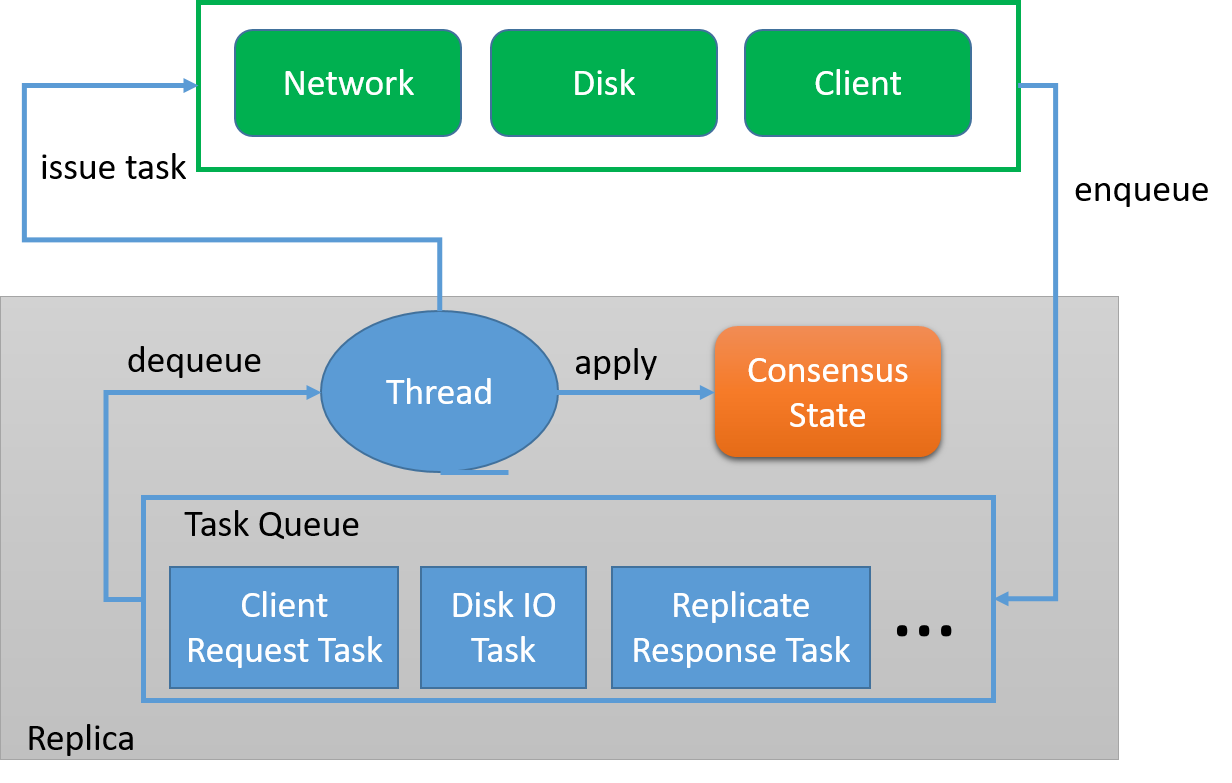 Network
Disk
Client
issue task
enqueue
dequeue
Thread
apply
Consensus
State
Task Queue
Client
Request Task
Disk IO
Task
Replicate
Response Task
...
Replica